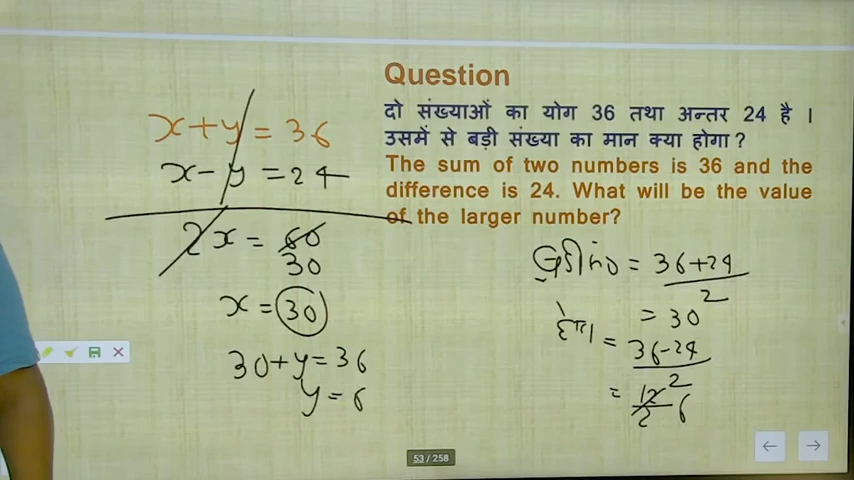 Question
दो संख्याओं का योग 36 तथा अन्तर 24 है ।
उसमें से बड़ी संख्या का मान क्या होगा ?
The sum of two numbers is 36 and the
difference is 24. What will be the value
of the larger number?
x+y = 36
x-y = 24
2x = 60
30
x = 30
30+y = 36
y = 6
= 36+24
2
= 30
= 36-24
2
= 12
2
6
53 / 258